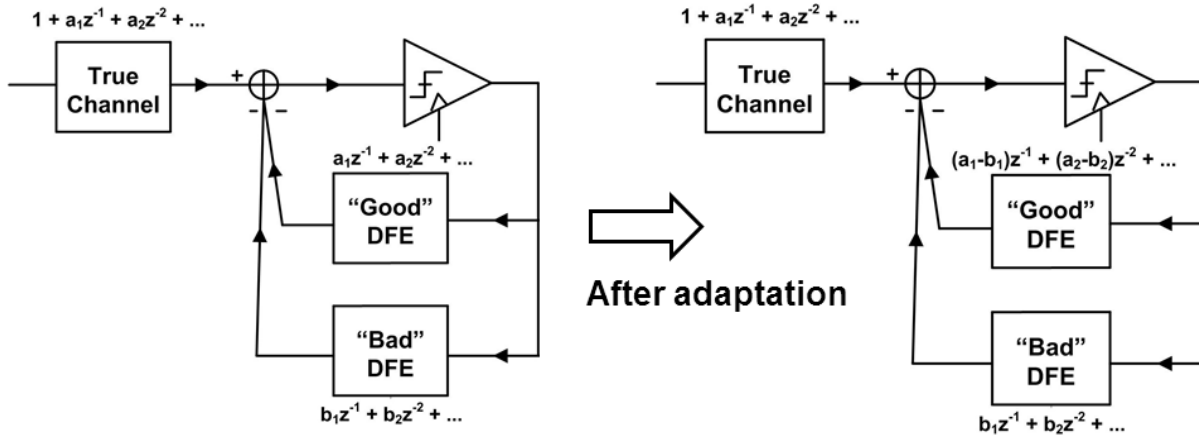 1 + a₁z⁻¹ + a₂z⁻² + ...
True
Channel
+
-
-
a₁z⁻¹ + a₂z⁻² + ...
“Good”
DFE
“Bad”
DFE
b₁z⁻¹ + b₂z⁻² + ...
After adaptation
1 + a₁z⁻¹ + a₂z⁻² + ...
True
Channel
+
-
-
(a₁-b₁)z⁻¹ + (a₂-b₂)z⁻² + ...
“Good”
DFE
“Bad”
DFE
b₁z⁻¹ + b₂z⁻² + ...